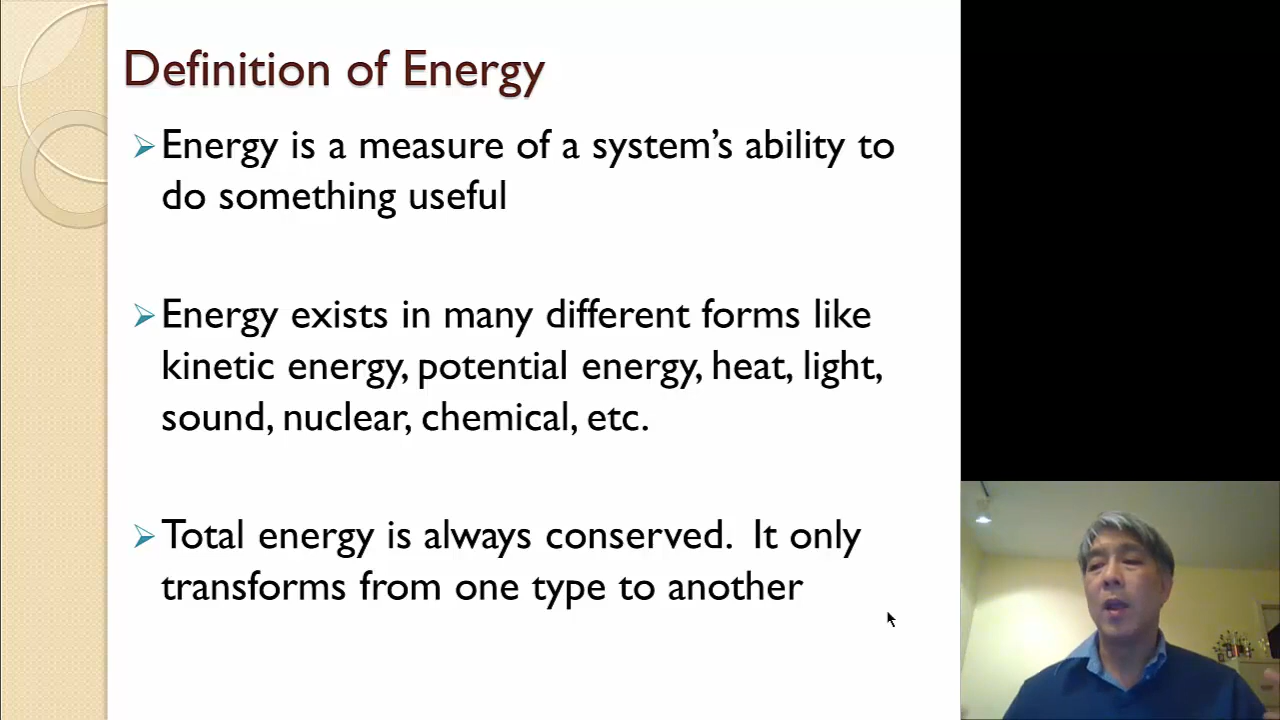 Definition of Energy
Energy is a measure of a system's ability to
do something useful
Energy exists in many different forms like
kinetic energy, potential energy, heat, light,
sound, nuclear, chemical, etc.
Total energy is always conserved.  It only
transforms from one type to another